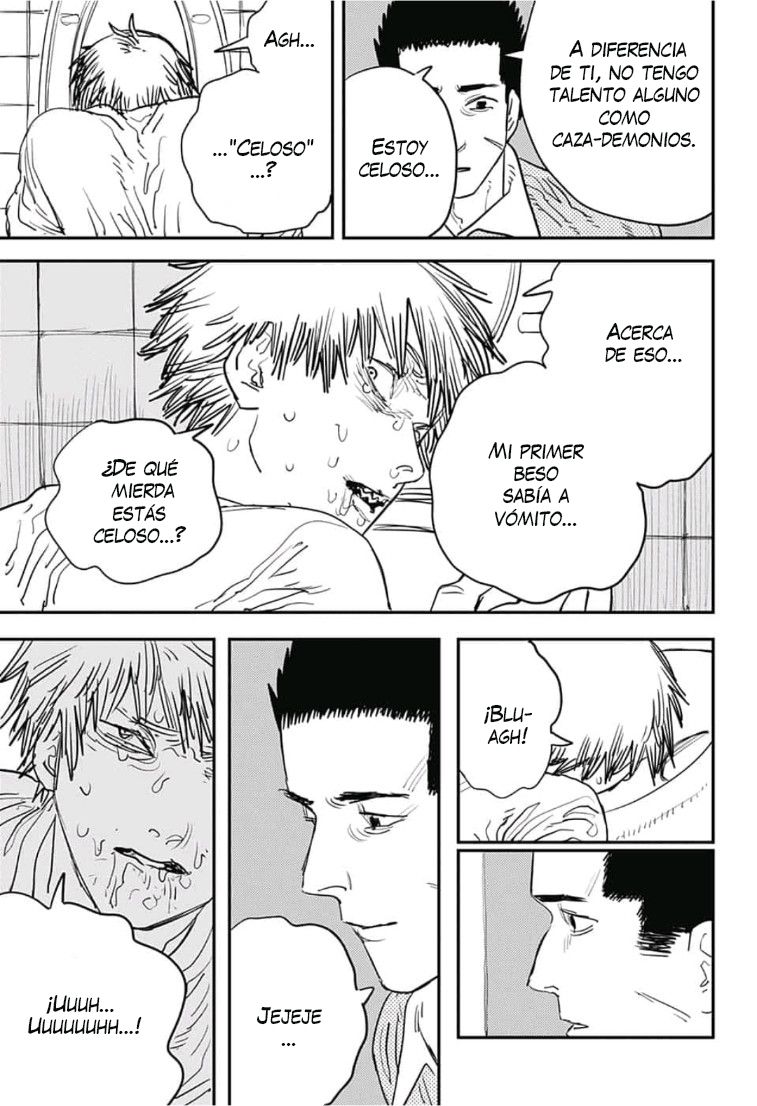 A DIFERENCIA
DE TI, NO TENGO
TALENTO ALGUNO
COMO
CAZA-DEMONIOS.
ESTOY
CELOSO...
AGH...
..."CELOSO"
...?
ACERCA
DE ESO...
MI PRIMER
BESO
SABÍA A
VÓMITO...
¿DE QUÉ
MIERDA
ESTÁS
CELOSO...?
¡BLU-
AGH!
JEJEJE
...
¡UUUH...
UUUUUUHH...!